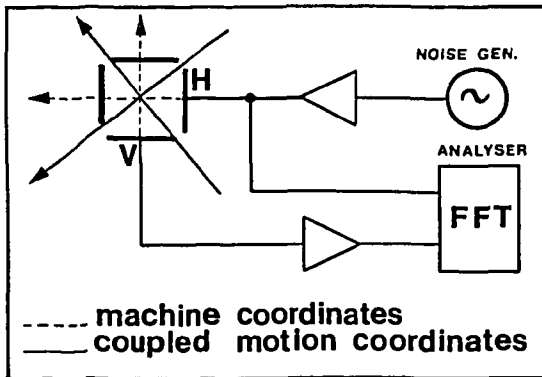 NOISE GEN.
H
V
ANALYSER
FFT
machine coordinates
coupled motion coordinates